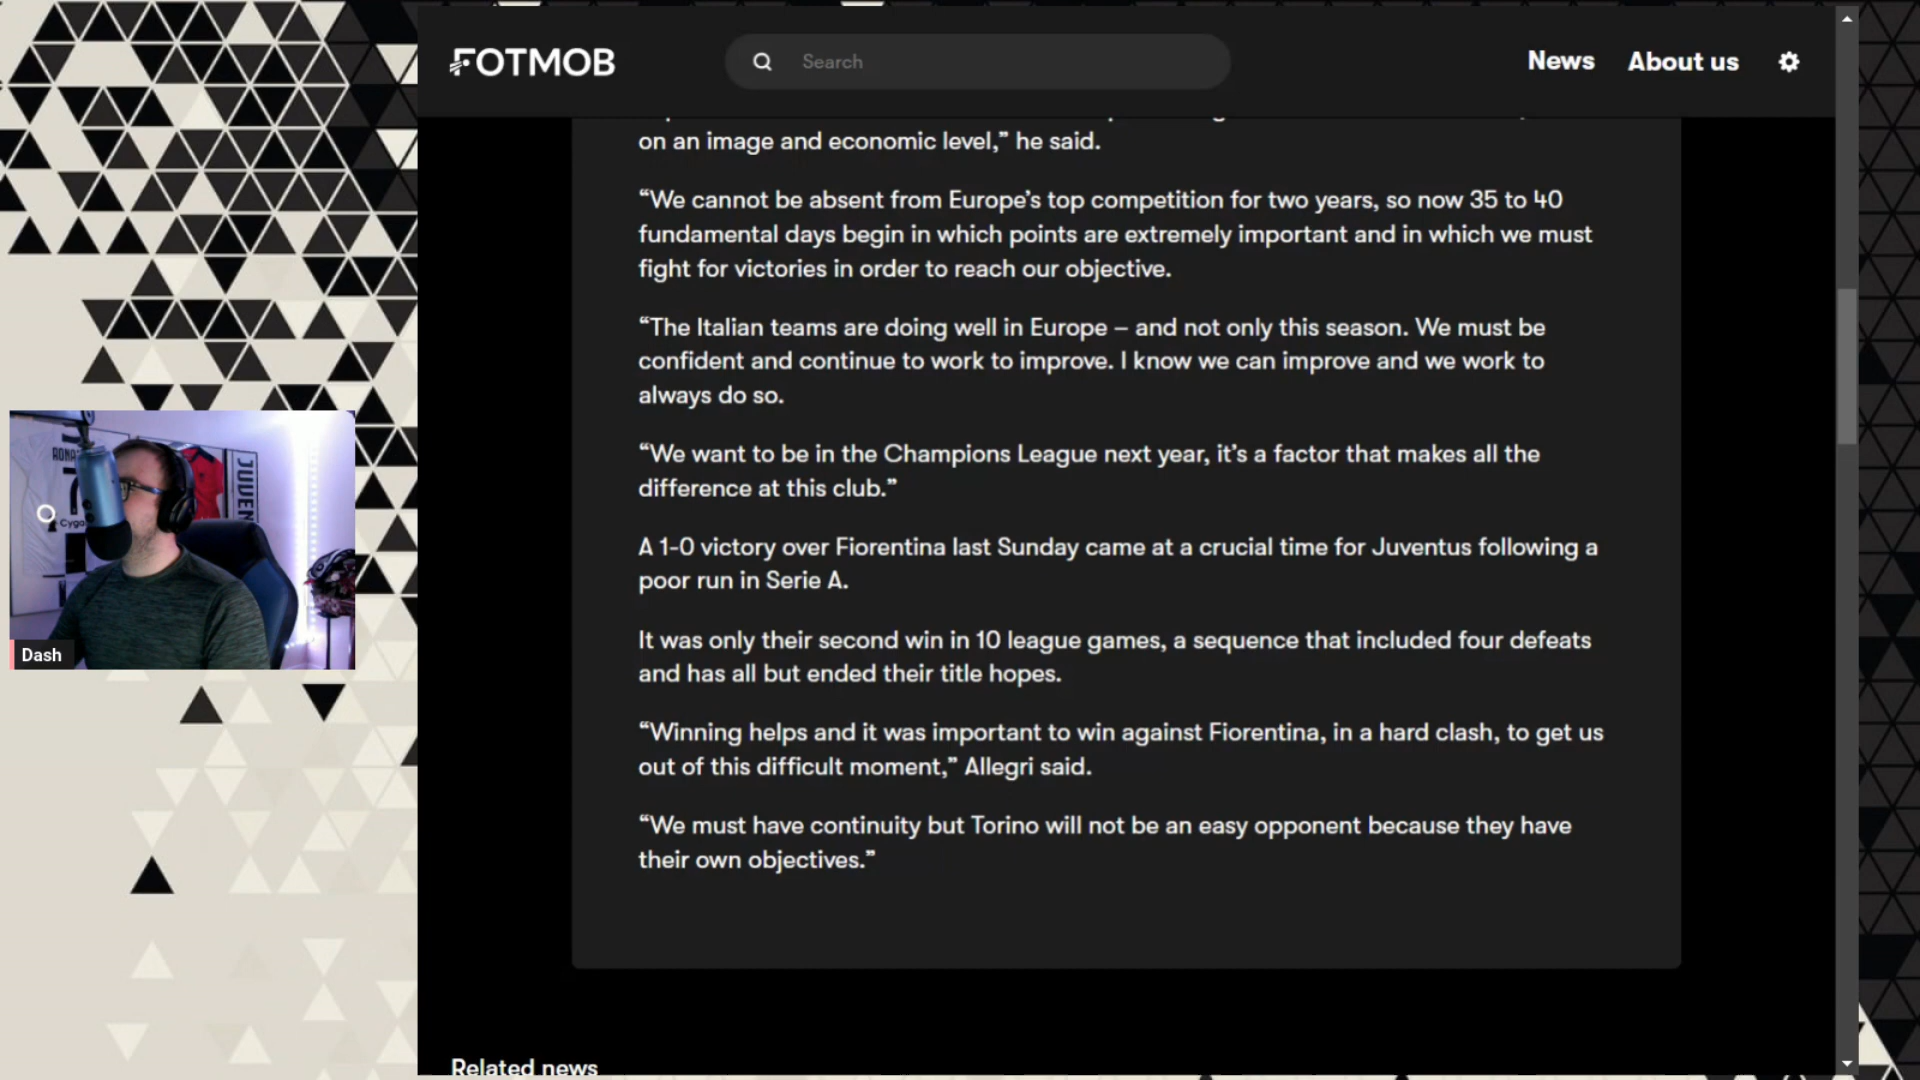 FOTMOB
Search
News
About us
on an image and economic level,” he said.
“We cannot be absent from Europe’s top competition for two years, so now 35 to 40
fundamental days begin in which points are extremely important and in which we must
fight for victories in order to reach our objective.
“The Italian teams are doing well in Europe – and not only this season. We must be
confident and continue to work to improve. I know we can improve and we work to
always do so.
“We want to be in the Champions League next year, it’s a factor that makes all the
difference at this club.”
A 1-0 victory over Fiorentina last Sunday came at a crucial time for Juventus following a
poor run in Serie A.
It was only their second win in 10 league games, a sequence that included four defeats
and has all but ended their title hopes.
“Winning helps and it was important to win against Fiorentina, in a hard clash, to get us
out of this difficult moment,” Allegri said.
“We must have continuity but Torino will not be an easy opponent because they have
their own objectives.”
Related news
RONA
Cyga
JUVEN
Dash